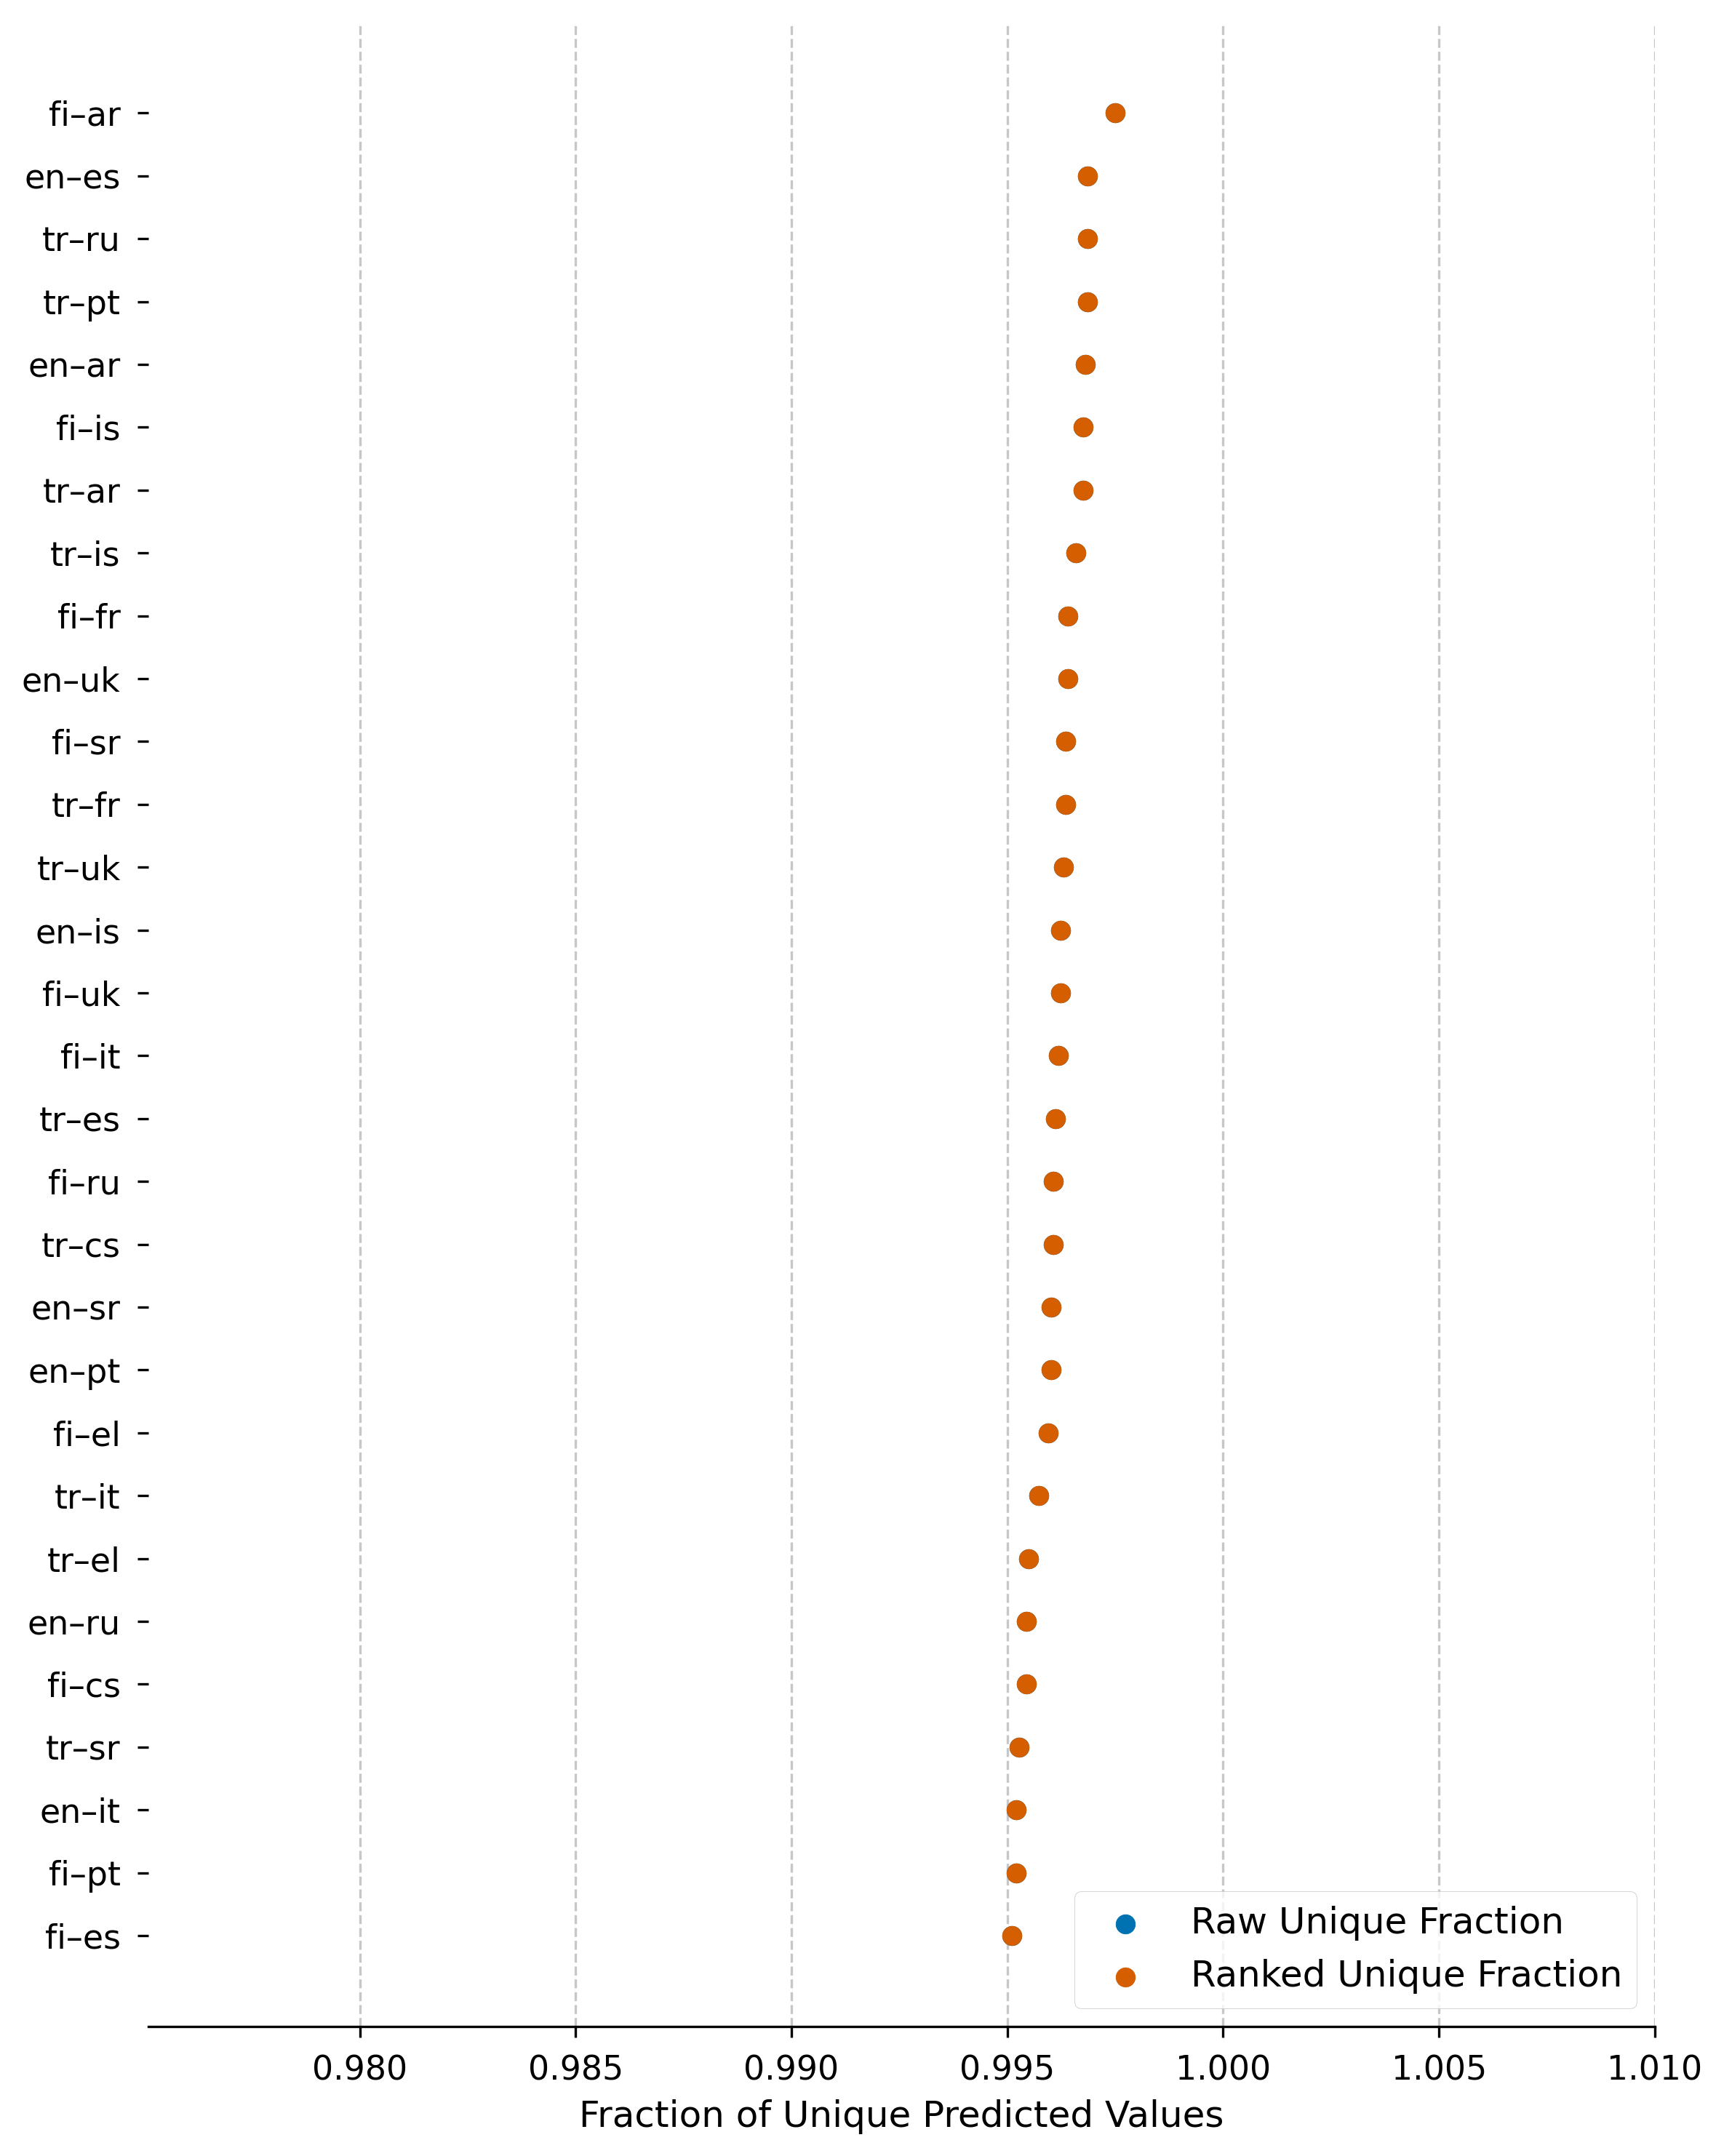 fi–ar
en–es
tr–ru
tr–pt
en–ar
fi–is
tr–ar
tr–is
fi–fr
en–uk
fi–sr
tr–fr
tr–uk
en–is
fi–uk
fi–it
tr–es
fi–ru
tr–cs
en–sr
en–pt
fi–el
tr–it
tr–el
en–ru
fi–cs
tr–sr
en–it
fi–pt
fi–es
Raw Unique Fraction
Ranked Unique Fraction
0.980 0.985 0.990 0.995 1.000 1.005 1.010
Fraction of Unique Predicted Values